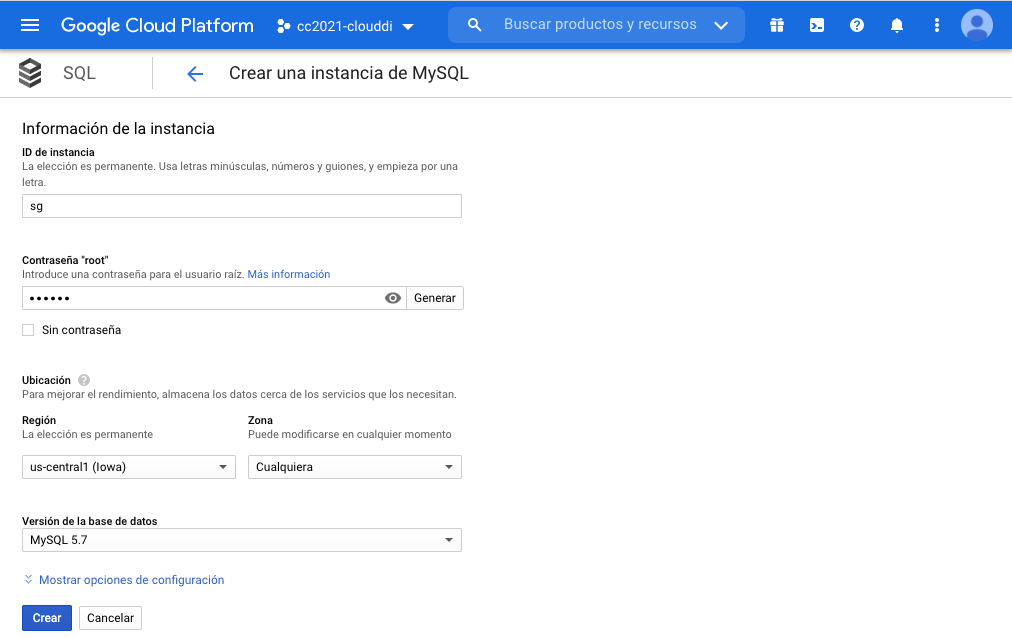 Google Cloud Platform
cc2021-clouddi
Buscar productos y recursos
SQL
Crear una instancia de MySQL
Información de la instancia
ID de instancia
La elección es permanente. Usa letras minúsculas, números y guiones, y empieza por una
letra.
sg
Contraseña "root"
Introduce una contraseña para el usuario raíz. Más información
••••••
Generar
Sin contraseña
Ubicación ?
Para mejorar el rendimiento, almacena los datos cerca de los servicios que los necesitan.
Región
La elección es permanente
Zona
Puede modificarse en cualquier momento
us-central1 (Iowa)
Cualquiera
Versión de la base de datos
MySQL 5.7
Mostrar opciones de configuración
Crear
Cancelar